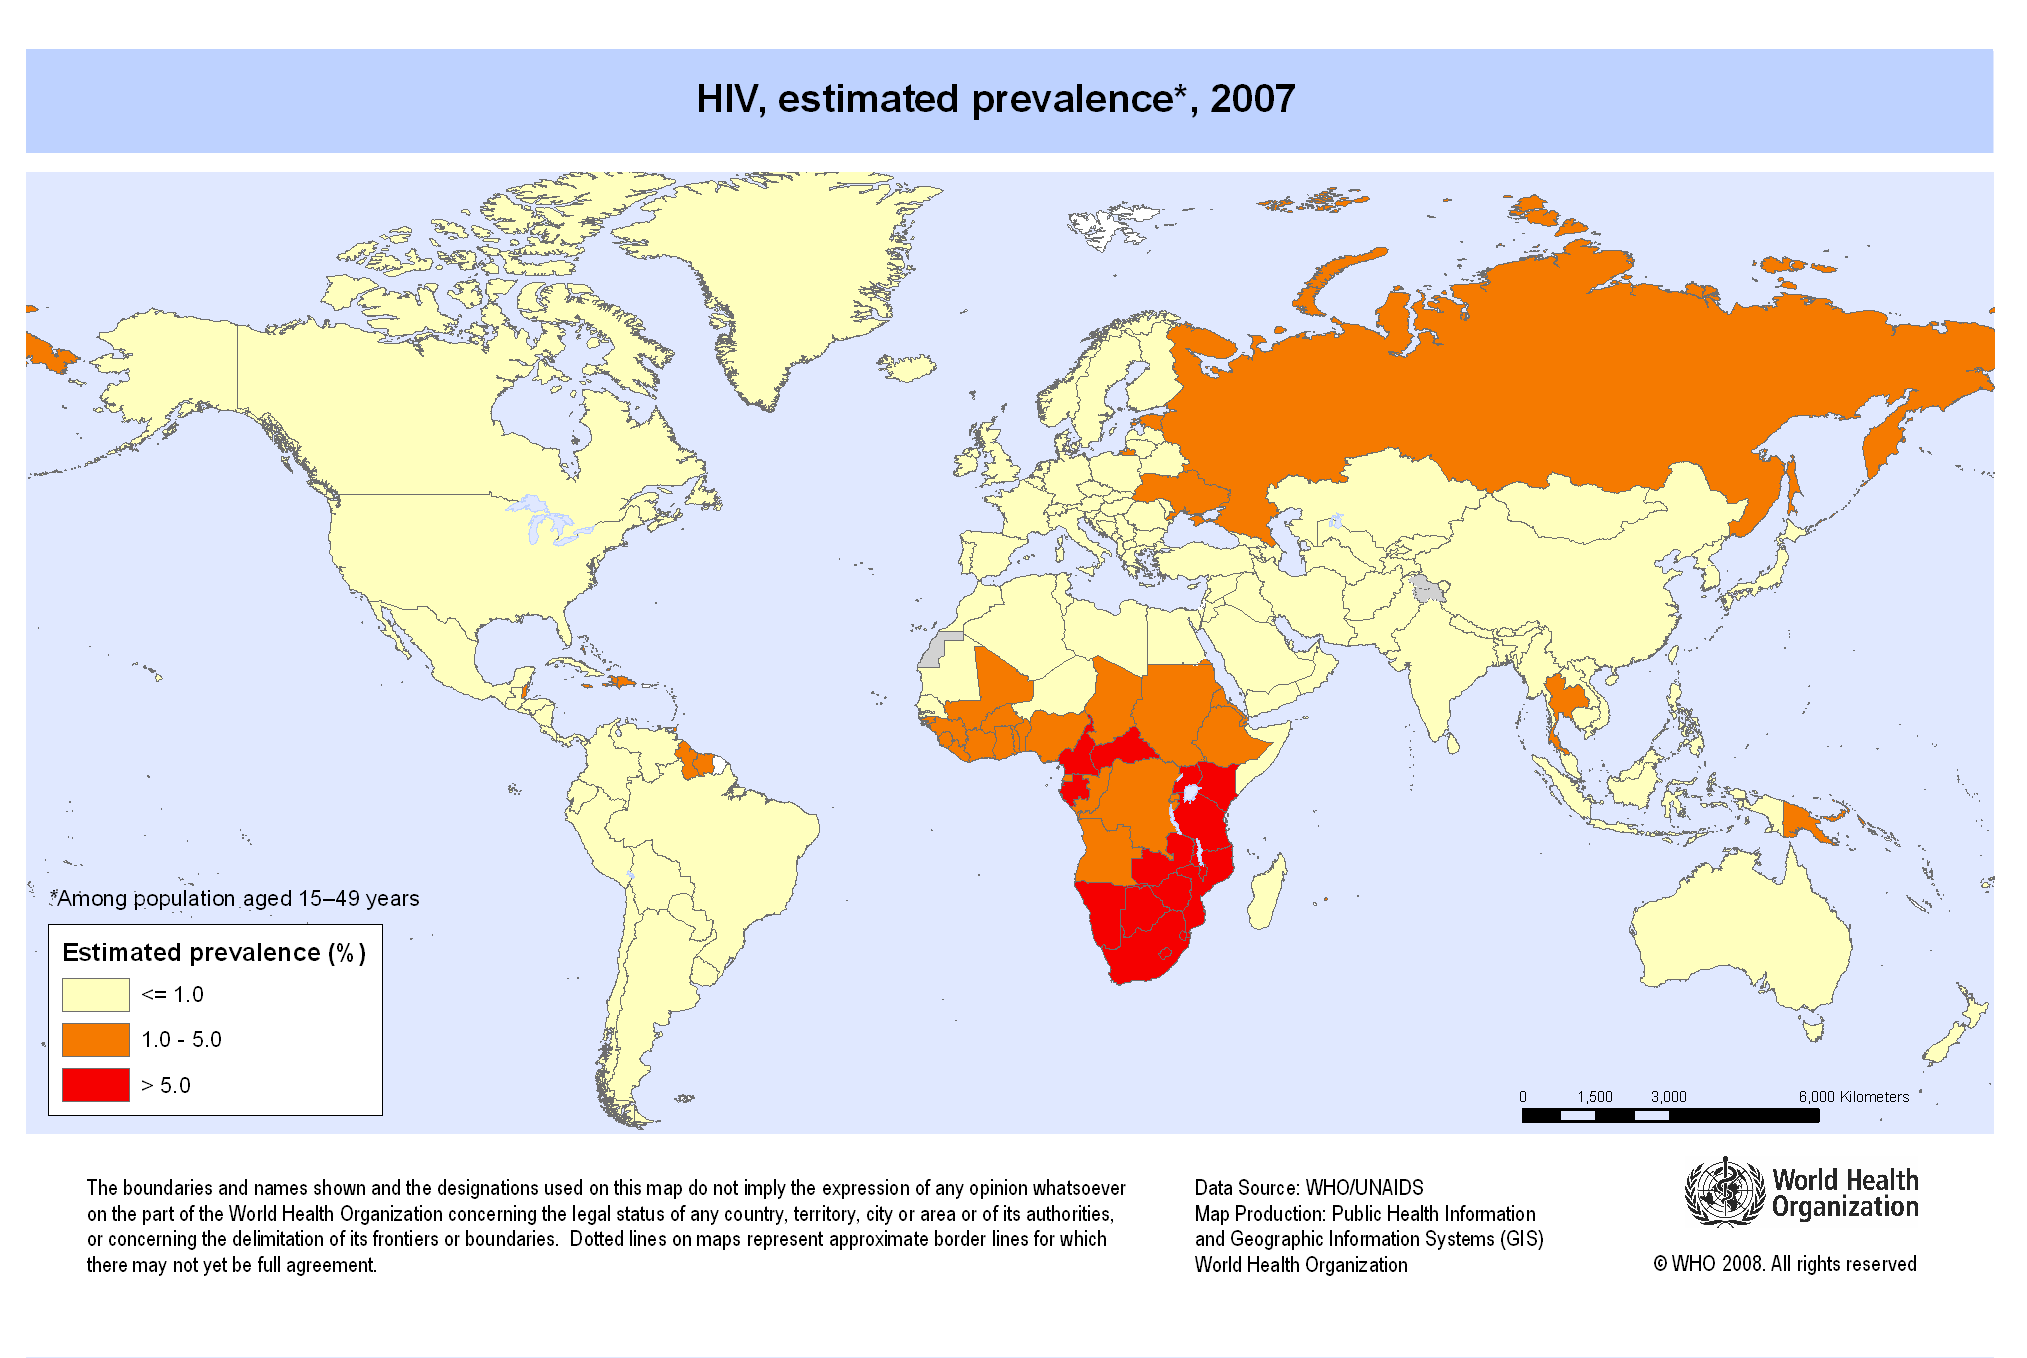 HIV, estimated prevalence*, 2007
*Among population aged 15–49 years
Estimated prevalence (%)
<= 1.0
1.0 - 5.0
> 5.0
0 1,500 3,000 6,000 Kilometers
The boundaries and names shown and the designations used on this map do not imply the expression of any opinion whatsoever
on the part of the World Health Organization concerning the legal status of any country, territory, city or area or of its authorities,
or concerning the delimitation of its frontiers or boundaries. Dotted lines on maps represent approximate border lines for which
there may not yet be full agreement.
Data Source: WHO/UNAIDS
Map Production: Public Health Information
and Geographic Information Systems (GIS)
World Health Organization
World Health
Organization
© WHO 2008. All rights reserved